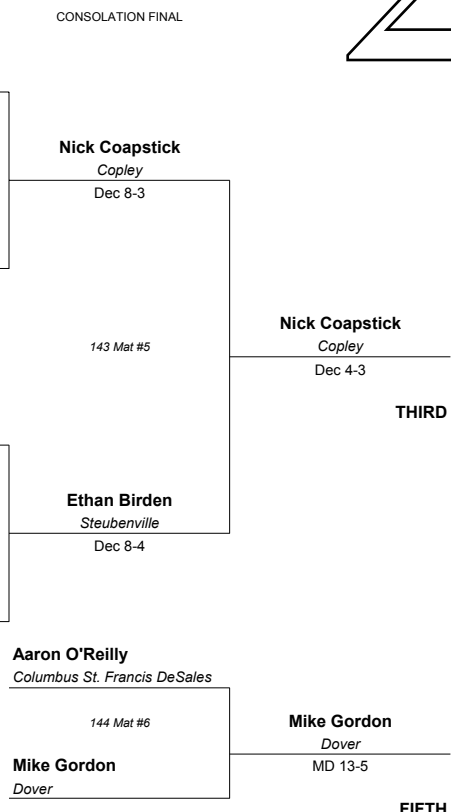 CONSOLATION FINAL
Nick Coapstick
Copley
Dec 8-3
143 Mat #5
Nick Coapstick
Copley
Dec 4-3
THIRD
Ethan Birden
Steubenville
Dec 8-4
Aaron O'Reilly
Columbus St. Francis DeSales
144 Mat #6
Mike Gordon
Dover
Mike Gordon
Dover
MD 13-5
FIFTH